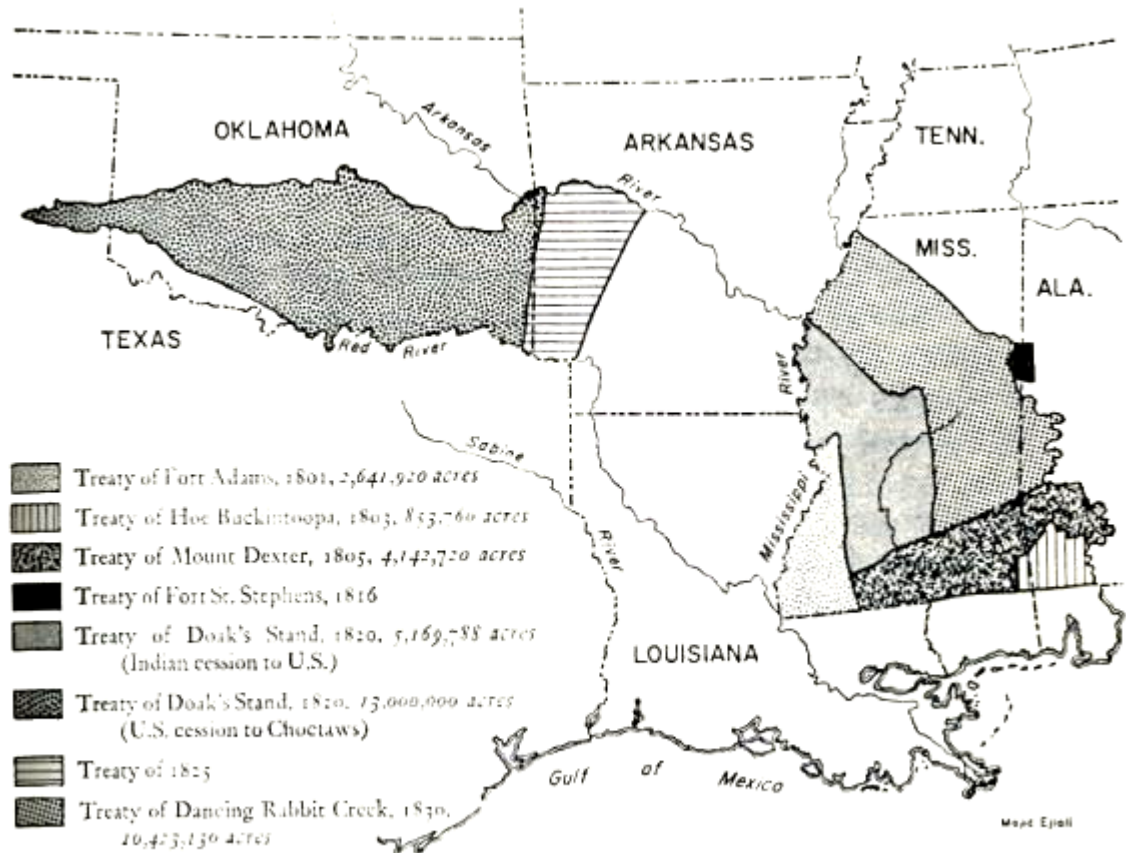 OKLAHOMA
Arkansas
River
ARKANSAS
TENN.
MISS.
ALA.
TEXAS
Red River
River
Mississippi
Sabine
River
LOUISIANA
Gulf of Mexico
Treaty of Fort Adams, 1801, 2,641,920 acres
Treaty of Hoe Buckintoopa, 1803, 853,760 acres
Treaty of Mount Dexter, 1805, 4,142,720 acres
Treaty of Fort St. Stephens, 1816
Treaty of Doak's Stand, 1820, 5,169,788 acres
(Indian cession to U.S.)
Treaty of Doak's Stand, 1820, 13,000,000 acres
(U.S. cession to Choctaws)
Treaty of 1825
Treaty of Dancing Rabbit Creek, 1830,
10,423,130 acres